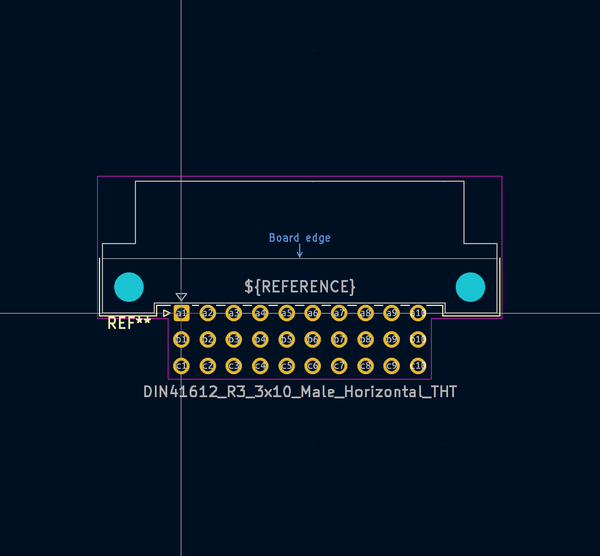 Board edge
${REFERENCE}
REF**
a1 a2 a3 a4 a5 a6 a7 a8 a9 a10
b1 b2 b3 b4 b5 b6 b7 b8 b9 b10
c1 c2 c3 c4 c5 c6 c7 c8 c9 c10
DIN41612_R3_3x10_Male_Horizontal_THT